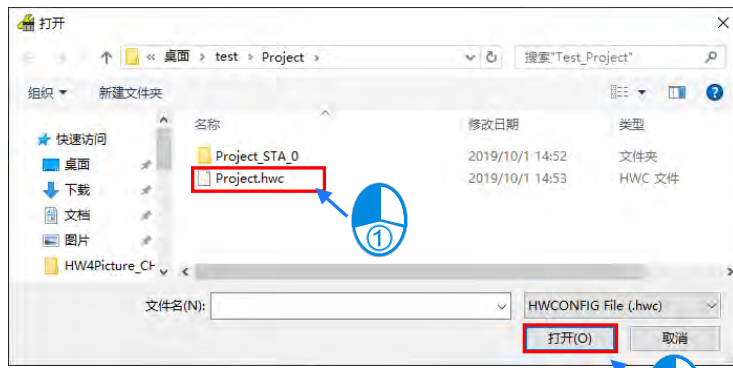 打开
« 桌面 › test › Project ›
搜索"Test_Project"
组织 新建文件夹
名称 修改日期 类型
快速访问
桌面
下载
文档
图片
HW4Picture_CH
Project_STA_0 2019/10/1 14:52 文件夹
Project.hwc 2019/10/1 14:53 HWC 文件
①
文件名(N): HWCONFIG File (.hwc)
打开(O) 取消